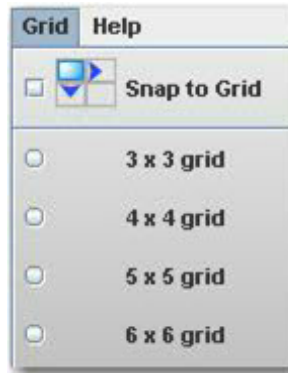 Grid Help
Snap to Grid
3 x 3 grid
4 x 4 grid
5 x 5 grid
6 x 6 grid